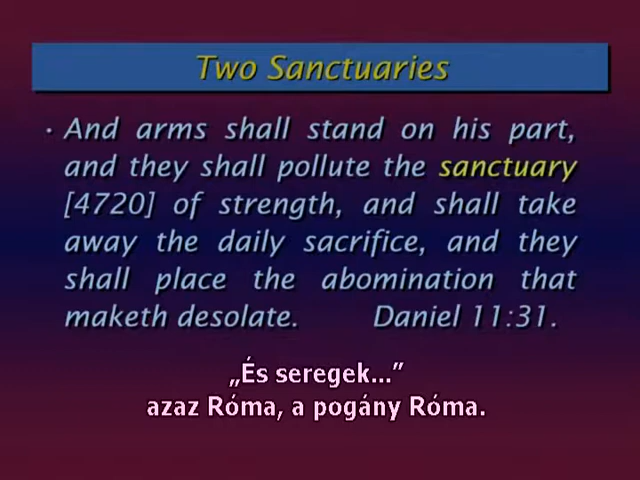 Two Sanctuaries
• And arms shall stand on his part,
and they shall pollute the sanctuary
[4720] of strength, and shall take
away the daily sacrifice, and they
shall place the abomination that
maketh desolate. Daniel 11:31.
„És seregek...”
azaz Róma, a pogány Róma.